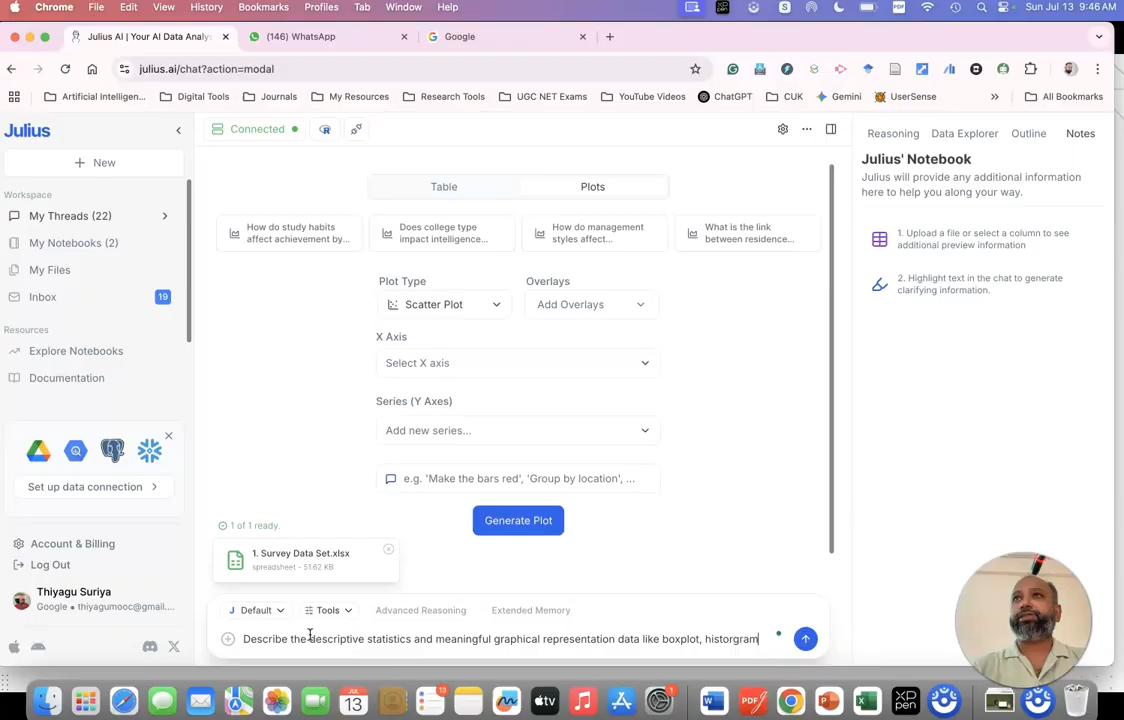 Chrome File Edit View History Bookmarks Profiles Tab Window Help Sun Jul 13 9:46 AM
Julius AI | Your AI Data Analy
(146) WhatsApp
Google
julius.ai/chat?action=modal
Artificial Intelligen... Digital Tools Journals My Resources Research Tools UGC NET Exams YouTube Videos ChatGPT CUK Gemini UserSense » All Bookmarks
Julius
New
Workspace
My Threads (22)
My Notebooks (2)
My Files
Inbox 19
Resources
Explore Notebooks
Documentation
Set up data connection
Account & Billing
Log Out
Thiyagu Suriya
Google • thiyagumooc@gmail....
Connected
Table Plots
How do study habits
affect achievement by...
Does college type
impact intelligence...
How do management
styles affect...
What is the link
between residence...
Plot Type Overlays
Scatter Plot Add Overlays
X Axis
Select X axis
Series (Y Axes)
Add new series...
e.g. 'Make the bars red', 'Group by location', ...
Generate Plot
1 of 1 ready.
1. Survey Data Set.xlsx
spreadsheet - 51.62 KB
J Default Tools Advanced Reasoning Extended Memory
Describe the descriptive statistics and meaningful graphical representation data like boxplot, historgram
Reasoning Data Explorer Outline Notes
Julius' Notebook
Julius will provide any additional information
here to help you along your way.
1. Upload a file or select a column to see
additional preview information
2. Highlight text in the chat to generate
clarifying information.
JUL
13
13
1